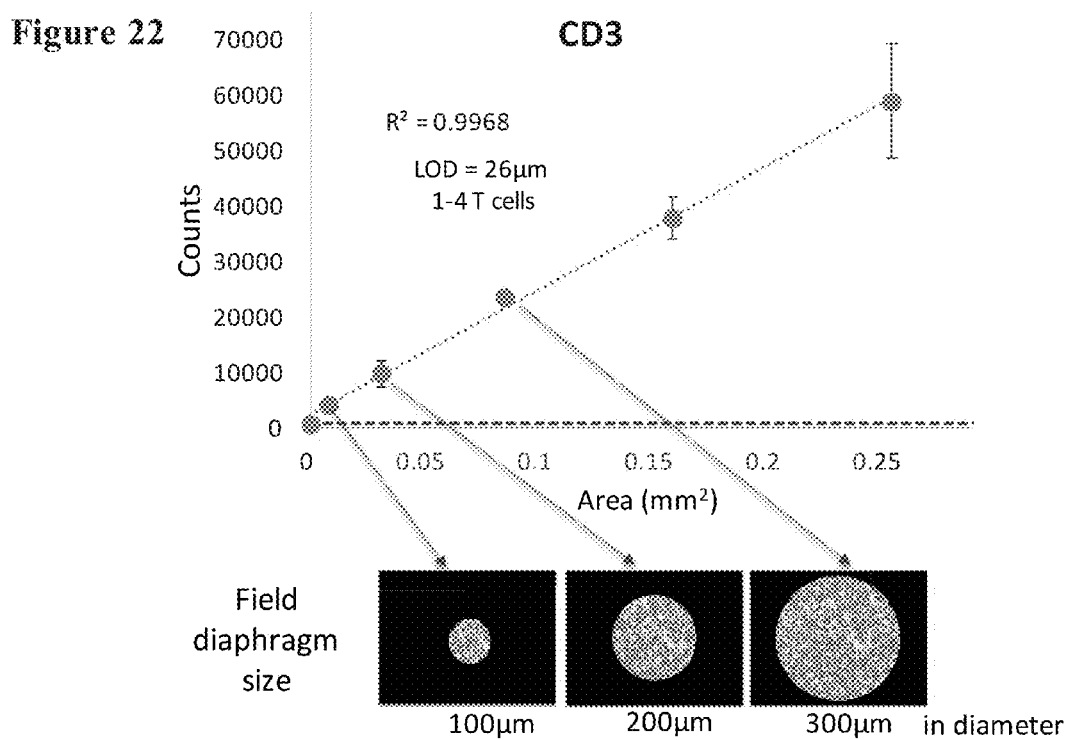 Figure 22
CD3
70000
60000
50000
40000
30000
20000
10000
0
Counts
R² = 0.9968
LOD = 26µm
1-4 T cells
0 0.05 0.1 0.15 0.2 0.25
Area (mm²)
Field
diaphragm
size
100µm 200µm 300µm in diameter